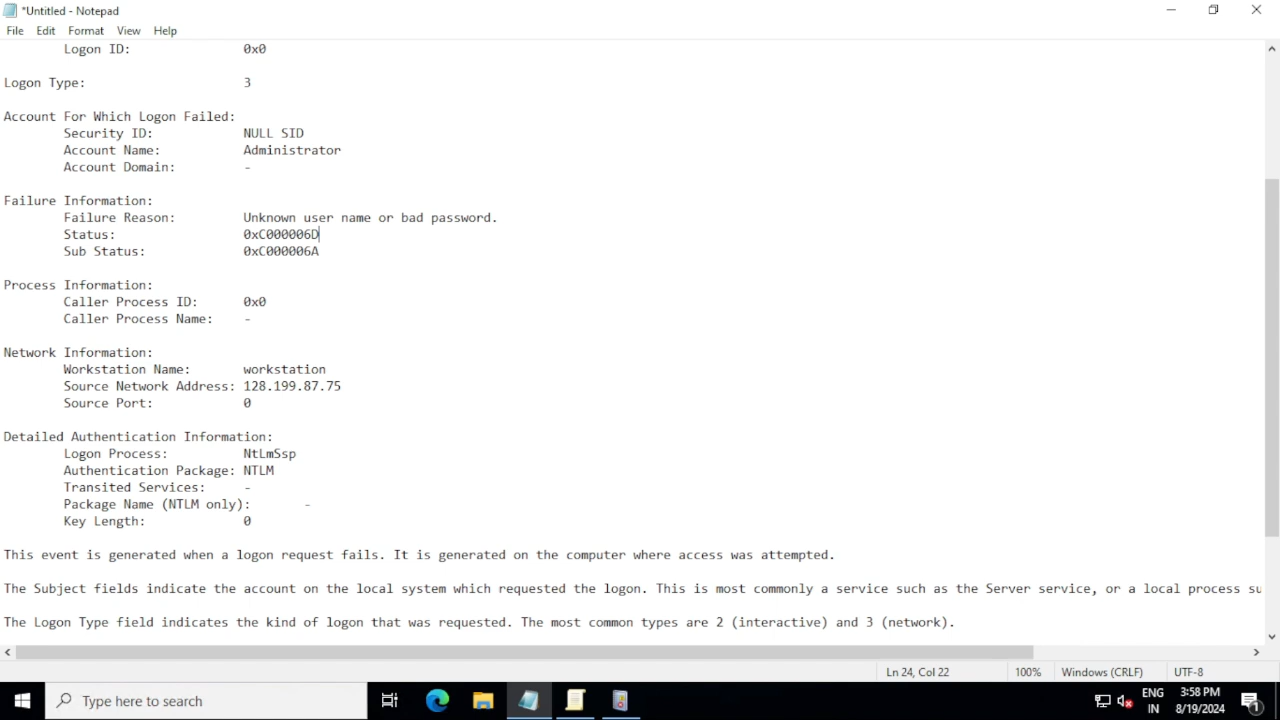 *Untitled - Notepad
File Edit Format View Help
Logon ID: 0x0
Logon Type: 3
Account For Which Logon Failed:
Security ID: NULL SID
Account Name: Administrator
Account Domain: -
Failure Information:
Failure Reason: Unknown user name or bad password.
Status: 0xC000006D
Sub Status: 0xC000006A
Process Information:
Caller Process ID: 0x0
Caller Process Name: -
Network Information:
Workstation Name: workstation
Source Network Address: 128.199.87.75
Source Port: 0
Detailed Authentication Information:
Logon Process: NtLmSsp
Authentication Package: NTLM
Transited Services: -
Package Name (NTLM only): -
Key Length: 0
This event is generated when a logon request fails. It is generated on the computer where access was attempted.
The Subject fields indicate the account on the local system which requested the logon. This is most commonly a service such as the Server service, or a local process su
The Logon Type field indicates the kind of logon that was requested. The most common types are 2 (interactive) and 3 (network).
Ln 24, Col 22 100% Windows (CRLF) UTF-8
Type here to search
ENG 3:58 PM
IN 8/19/2024 1